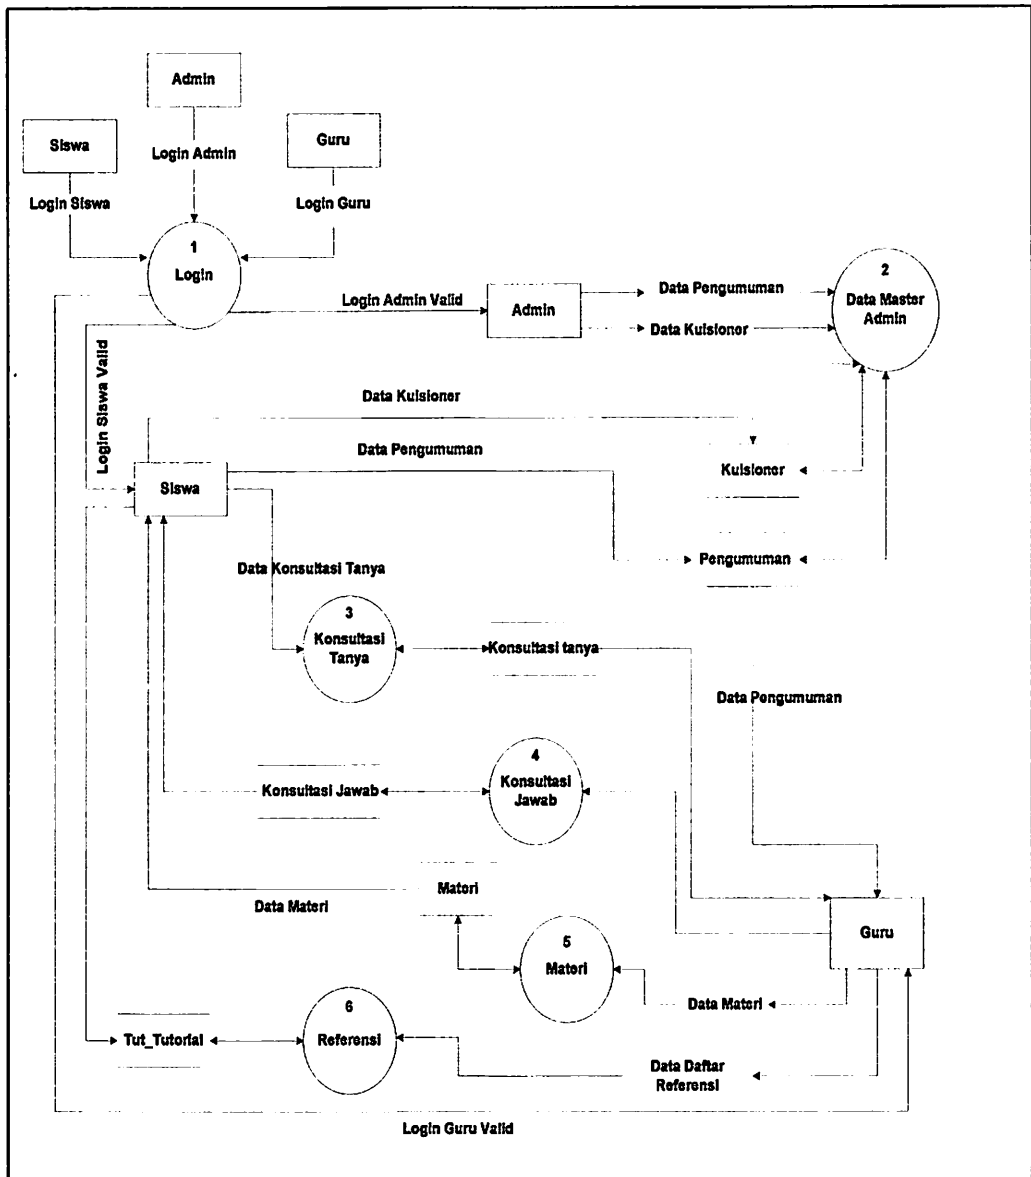 Admin
Siswa
Guru
Login Admin
Login Siswa
Login Guru
1
Login
2
Data Master
Admin
Login Admin Valid
Admin
Data Pengumuman
Data Kuisioner
Login Siswa Valid
Data Kuisioner
Data Pengumuman
Kuisioner
Siswa
Pengumuman
Data Konsultasi Tanya
3
Konsultasi
Tanya
Konsultasi tanya
Data Pengumuman
4
Konsultasi
Jawab
Konsultasi Jawab
Materi
Data Materi
Guru
5
Materi
Data Materi
6
Referensi
Tut_Tutorial
Data Daftar
Referensi
Login Guru Valid